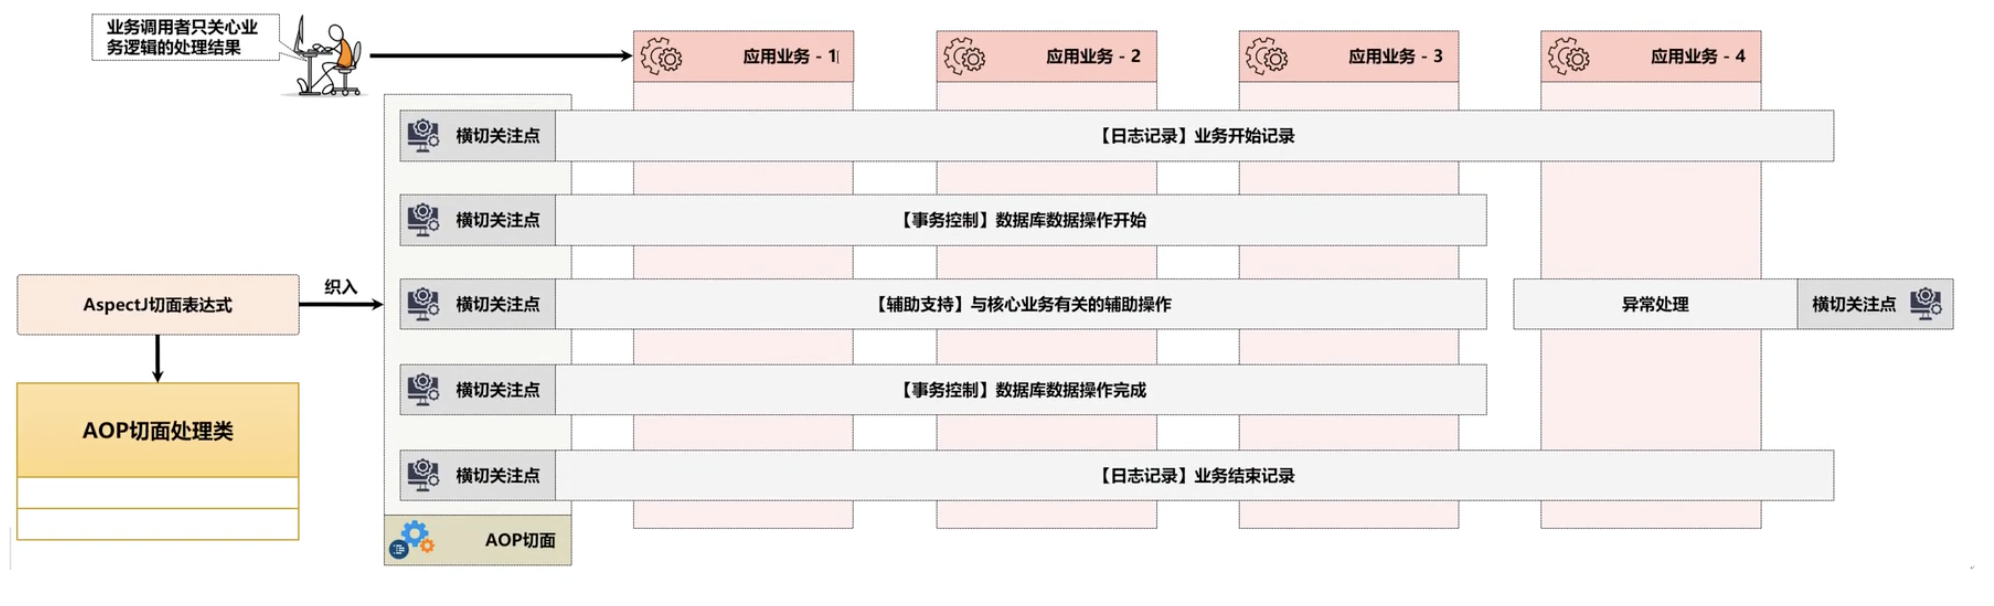 业务调用者只关心业
务逻辑的处理结果
应用业务 - 1
应用业务 - 2
应用业务 - 3
应用业务 - 4
横切关注点
【日志记录】业务开始记录
横切关注点
【事务控制】数据库数据操作开始
AspectJ切面表达式
织入
横切关注点
【辅助支持】与核心业务有关的辅助操作
异常处理
横切关注点
横切关注点
【事务控制】数据库数据操作完成
AOP切面处理类
横切关注点
【日志记录】业务结束记录
AOP切面